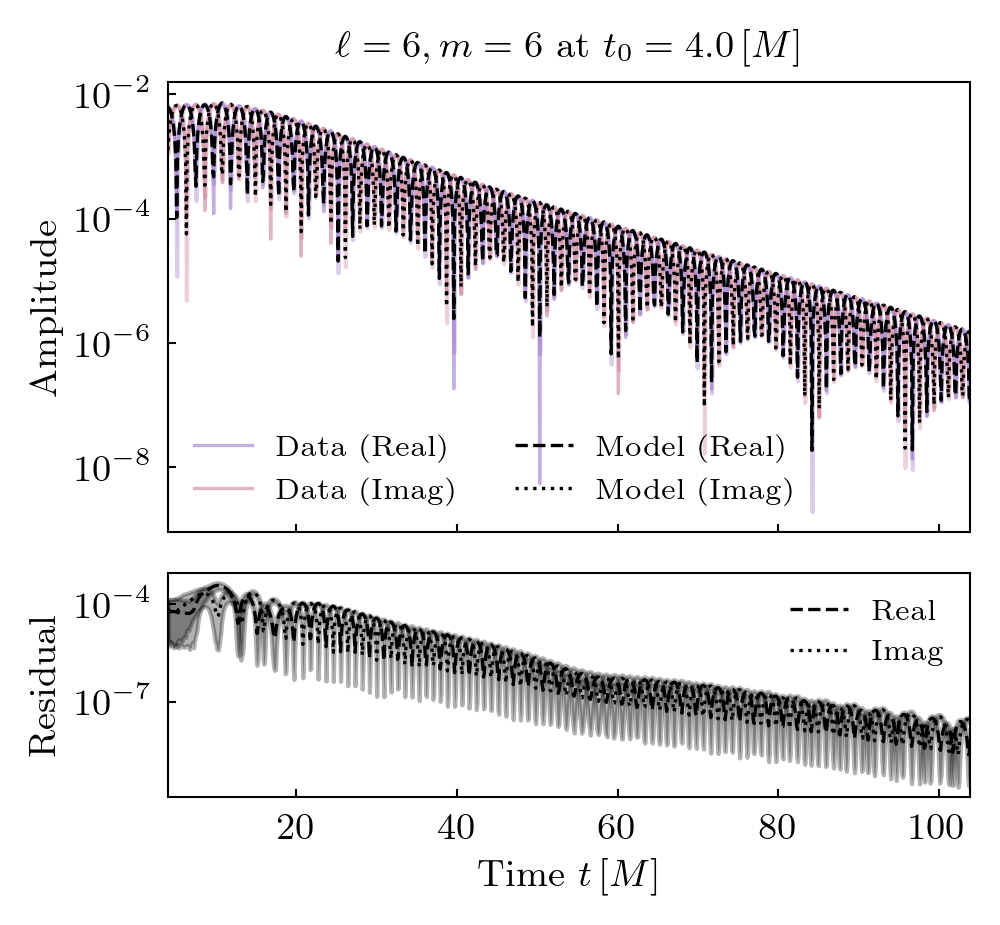 ℓ = 6, m = 6 at t₀ = 4.0 [M]
10⁻²
10⁻⁴
10⁻⁶
10⁻⁸
Amplitude
Data (Real)
Data (Imag)
Model (Real)
Model (Imag)
10⁻⁴
10⁻⁷
Residual
Real
Imag
20 40 60 80 100
Time t [M]